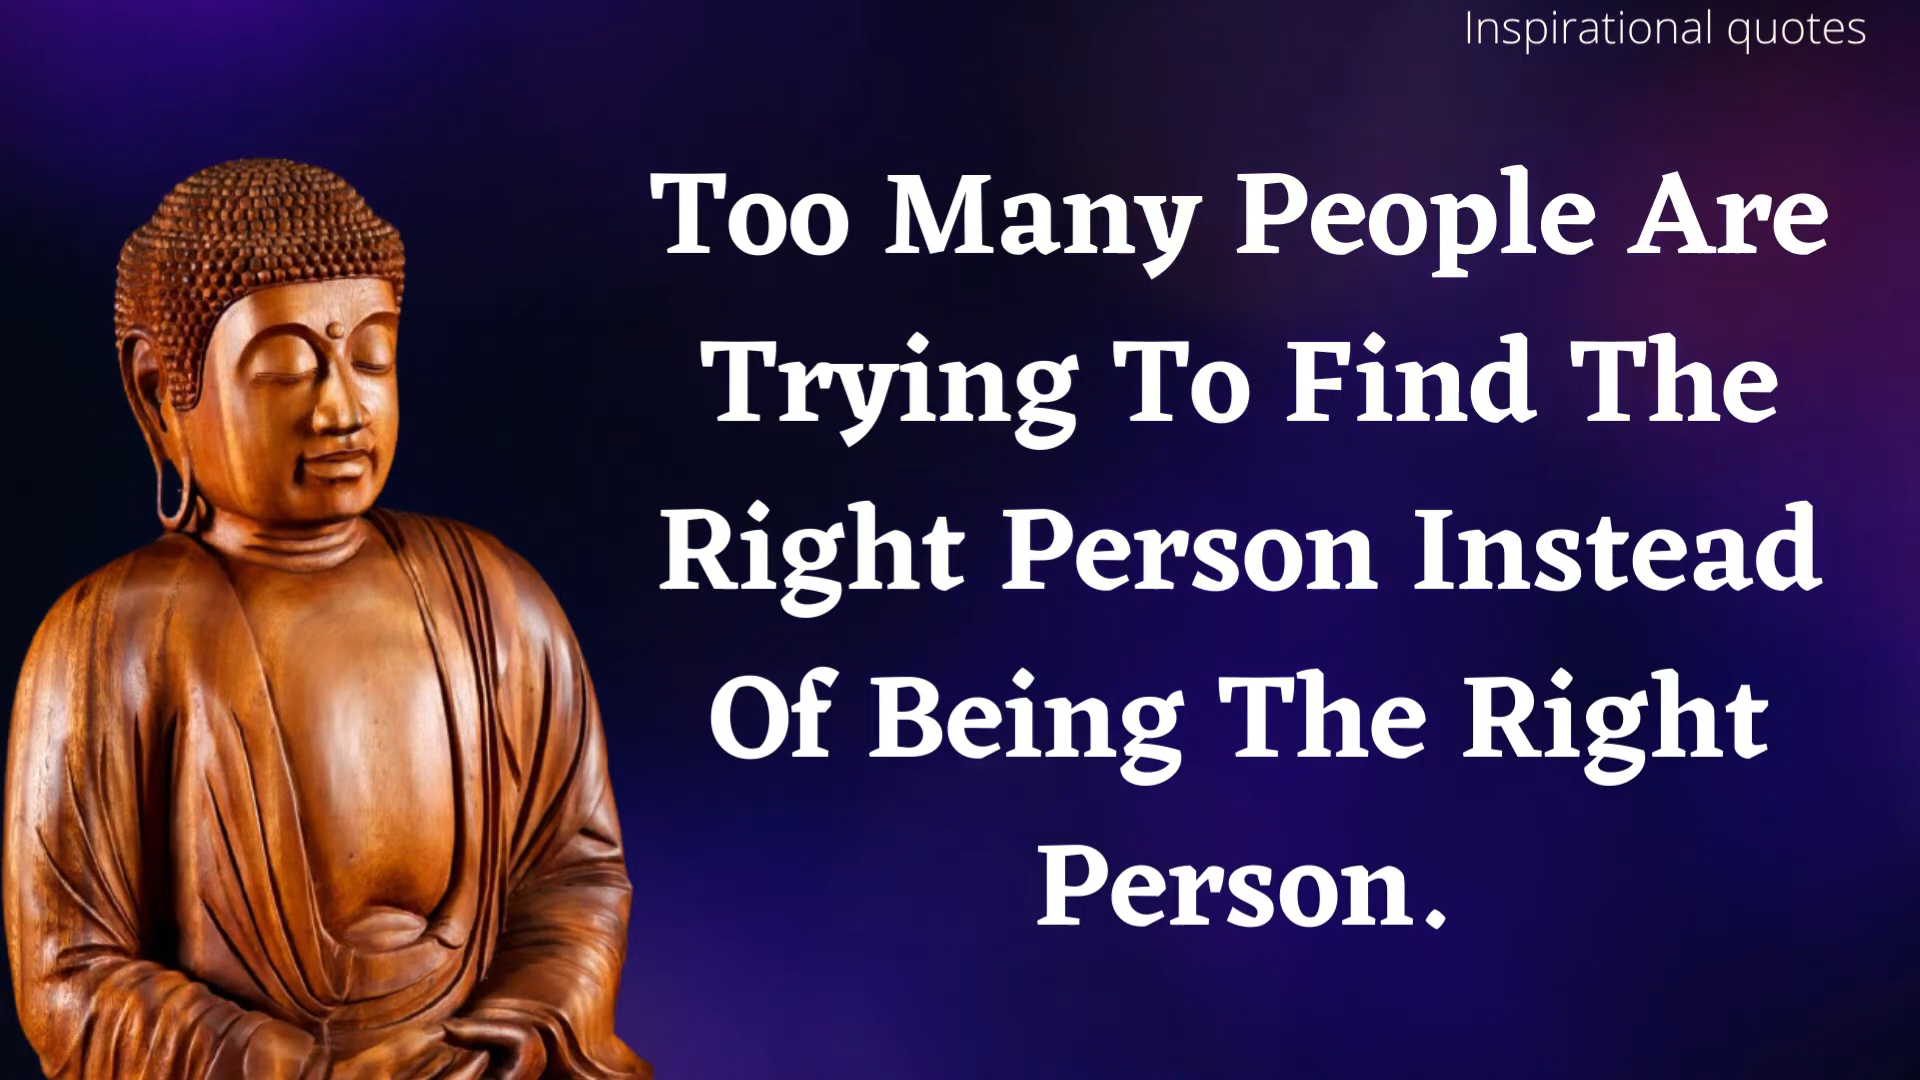 Inspirational quotes
Too Many People Are
Trying To Find The
Right Person Instead
Of Being The Right
Person.